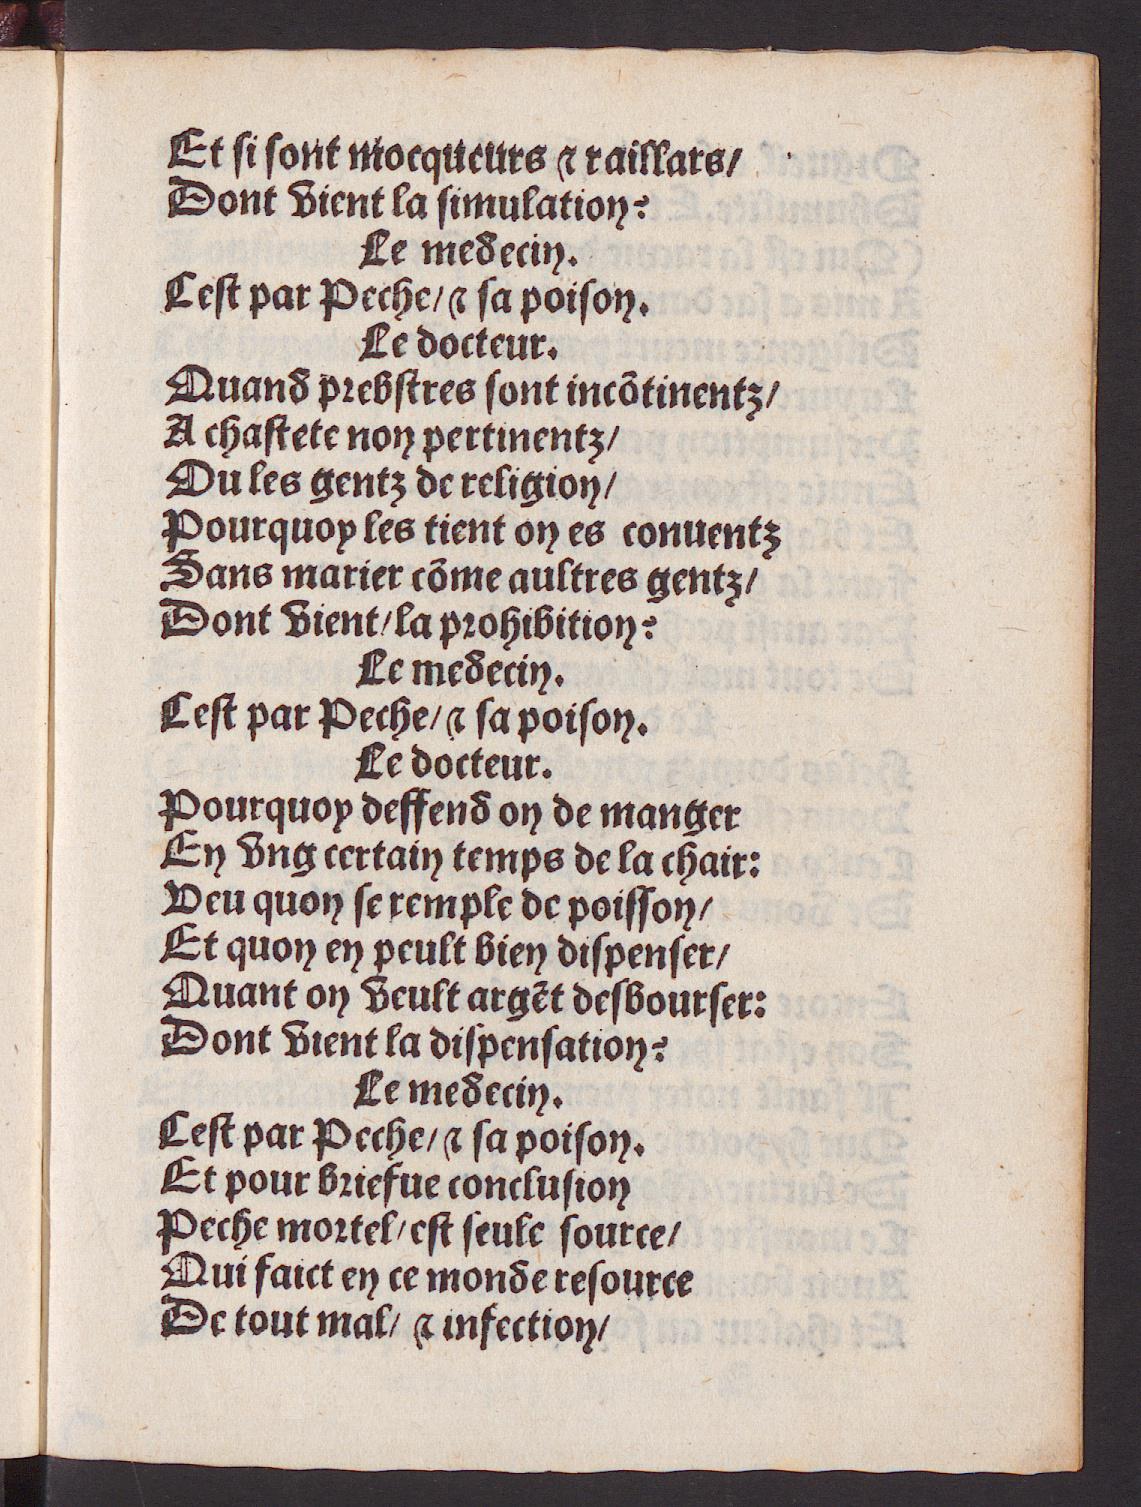 Et si sont mocqueurs & raillars/
Dont vient la simulation?
Le medecin.
Cest par Peche/ & sa poison.
Le docteur.
Quand prebstres sont incõtinentz/
A chastete non pertinentz/
Ou les gentz de religion/
Pourquoy les tient on es conuentz
Sans marier cõme aultres gentz/
Dont vient/ la prohibition?
Le medecin.
Cest par Peche/ & sa poison.
Le docteur.
Pourquoy deffend on de manger
En vng certain temps de la chair:
Veu quon se remple de poisson/
Et quon en peult bien dispenser/
Quant on veult argẽt desbourser:
Dont vient la dispensation?
Le medecin.
Cest par Peche/ & sa poison.
Et pour briefue conclusion
Peche mortel/ est seule source/
Qui faict en ce monde resource
De tout mal/ & infection/